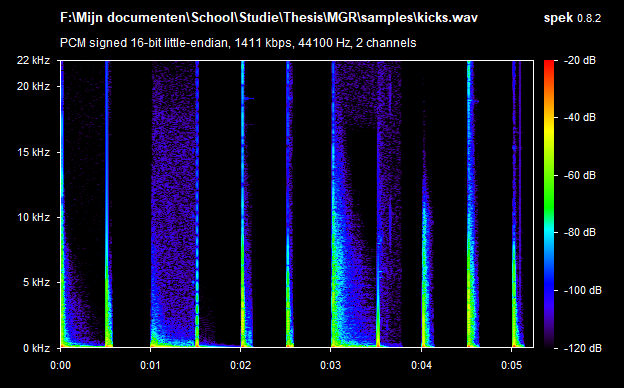 F:\Mijn documenten\School\Studie\Thesis\MGR\samples\kicks.wav
spek 0.8.2
PCM signed 16-bit little-endian, 1411 kbps, 44100 Hz, 2 channels
22 kHz
20 kHz
15 kHz
10 kHz
5 kHz
0 kHz
0:00 0:01 0:02 0:03 0:04 0:05
-20 dB
-40 dB
-60 dB
-80 dB
-100 dB
-120 dB